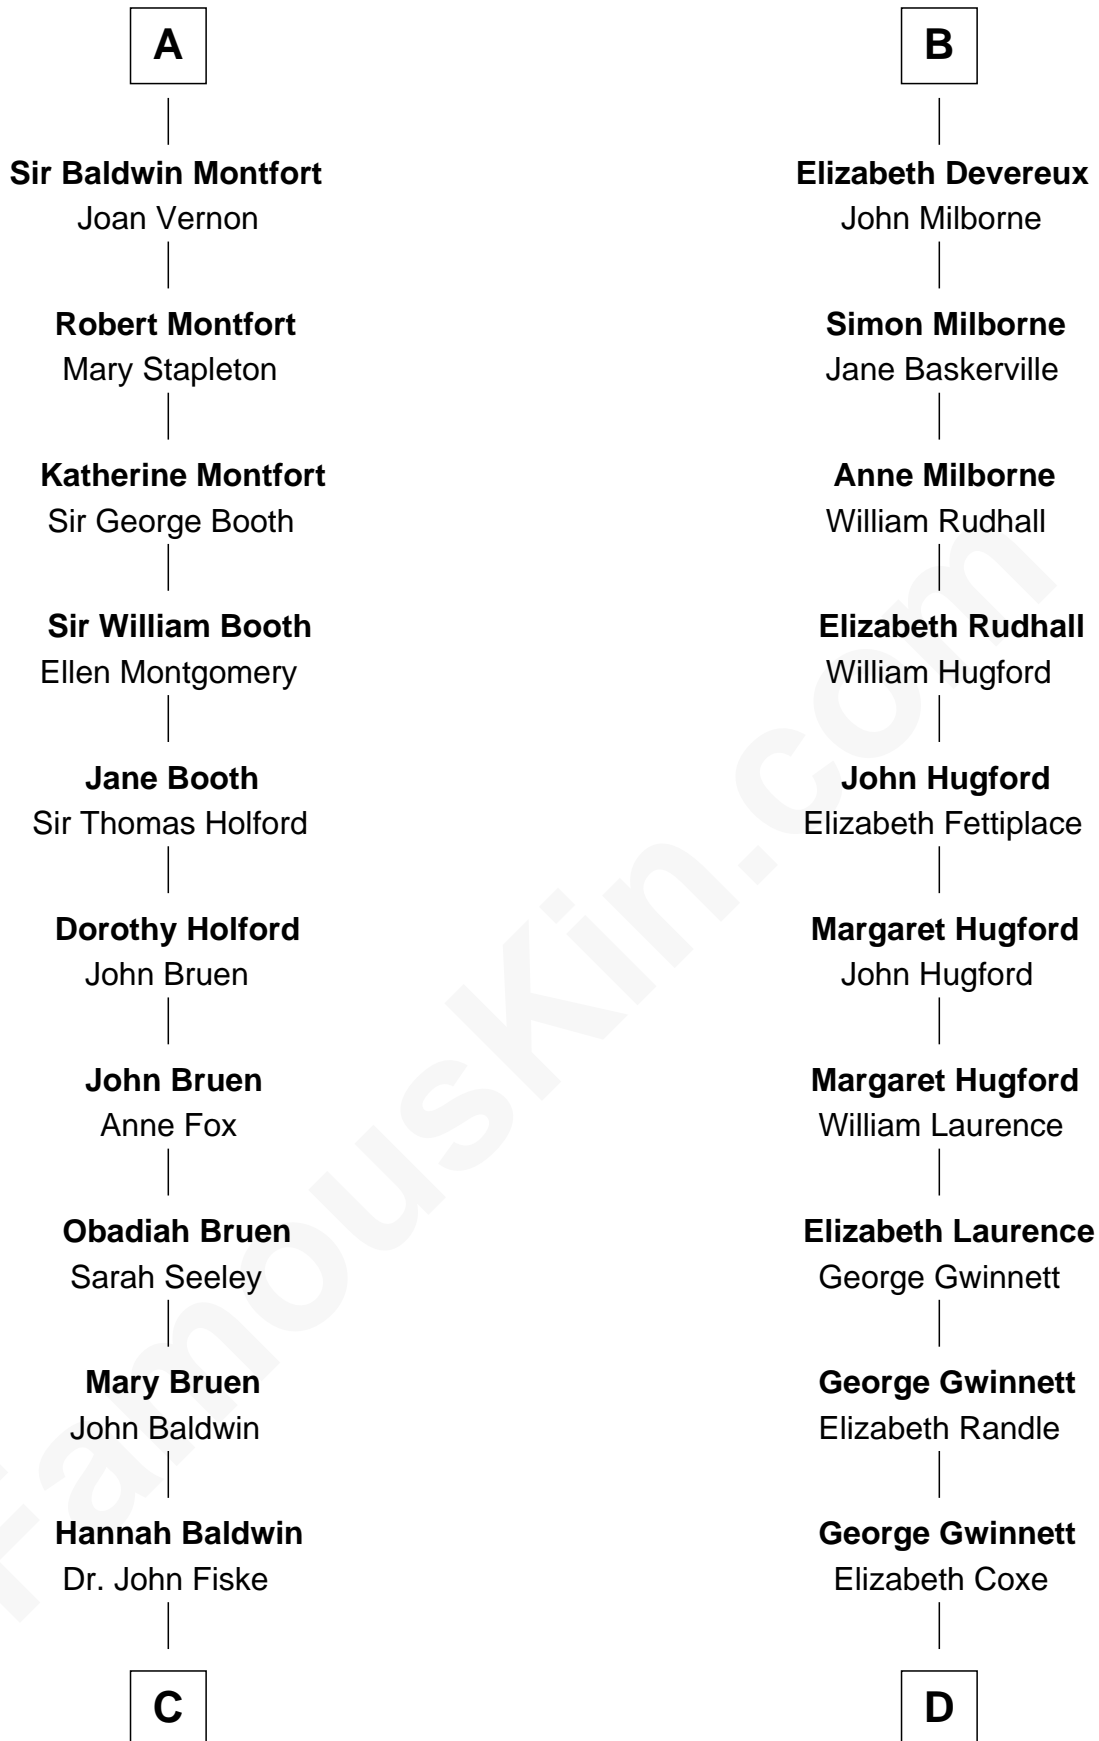 A
Sir Baldwin Montfort
Joan Vernon
Robert Montfort
Mary Stapleton
Katherine Montfort
Sir George Booth
Sir William Booth
Ellen Montgomery
Jane Booth
Sir Thomas Holford
Dorothy Holford
John Bruen
John Bruen
Anne Fox
Obadiah Bruen
Sarah Seeley
Mary Bruen
John Baldwin
Hannah Baldwin
Dr. John Fiske
C
B
Elizabeth Devereux
John Milborne
Simon Milborne
Jane Baskerville
Anne Milborne
William Rudhall
Elizabeth Rudhall
William Hugford
John Hugford
Elizabeth Fettiplace
Margaret Hugford
John Hugford
Margaret Hugford
William Laurence
Elizabeth Laurence
George Gwinnett
George Gwinnett
Elizabeth Randle
George Gwinnett
Elizabeth Coxe
D
FamousKin.com